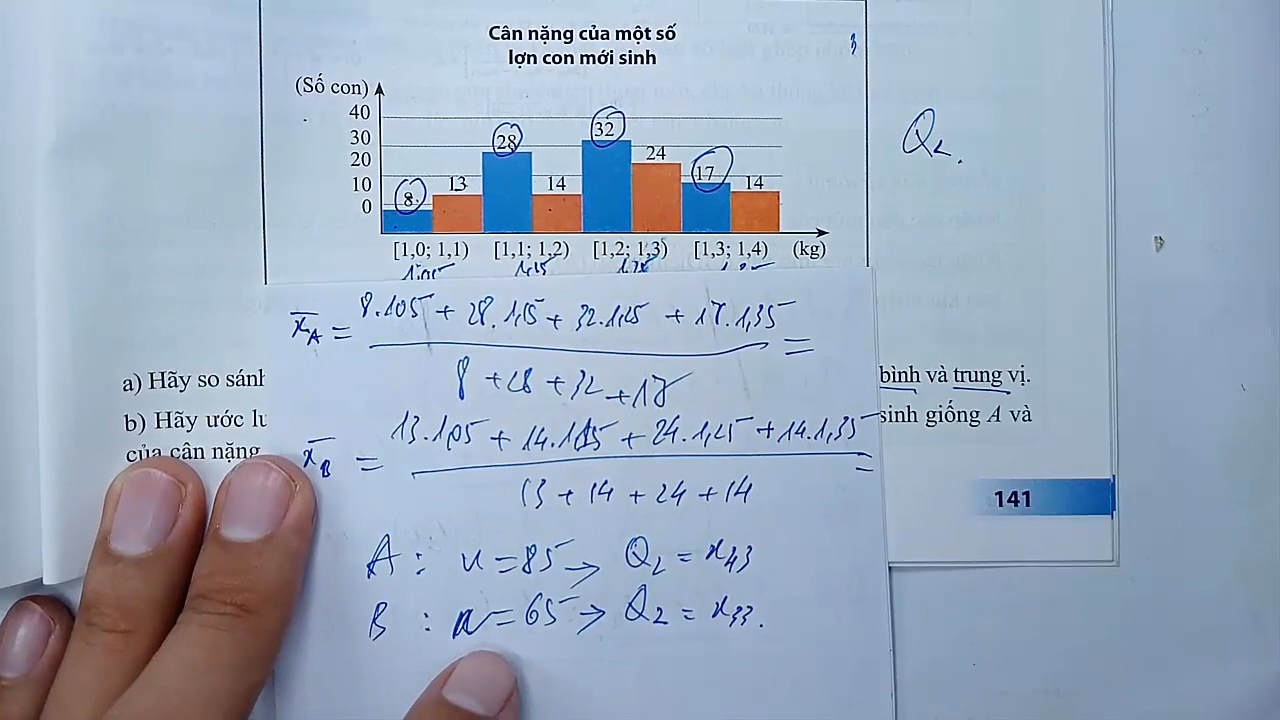 Cân nặng của một số
lợn con mới sinh
(Số con)
40
30
20
10
0
8 13 28 14 32 24 17 14
[1,0; 1,1) [1,1; 1,2) [1,2; 1,3) [1,3; 1,4) (kg)
Q₂.
x̄A = 8.105 + 28.1,15 + 32.1,25 + 17.1,35 =
8 + 28 + 32 + 17
a) Hãy so sánh
bình và trung vị.
b) Hãy ước lư
sinh giống A và
của cân nặng
x̄B = 13.1,05 + 14.1,15 + 24.1,25 + 14.1,35 =
13 + 14 + 24 + 14
141
A : n = 85 → Q₂ = x43
B : n = 65 → Q₂ = x33.